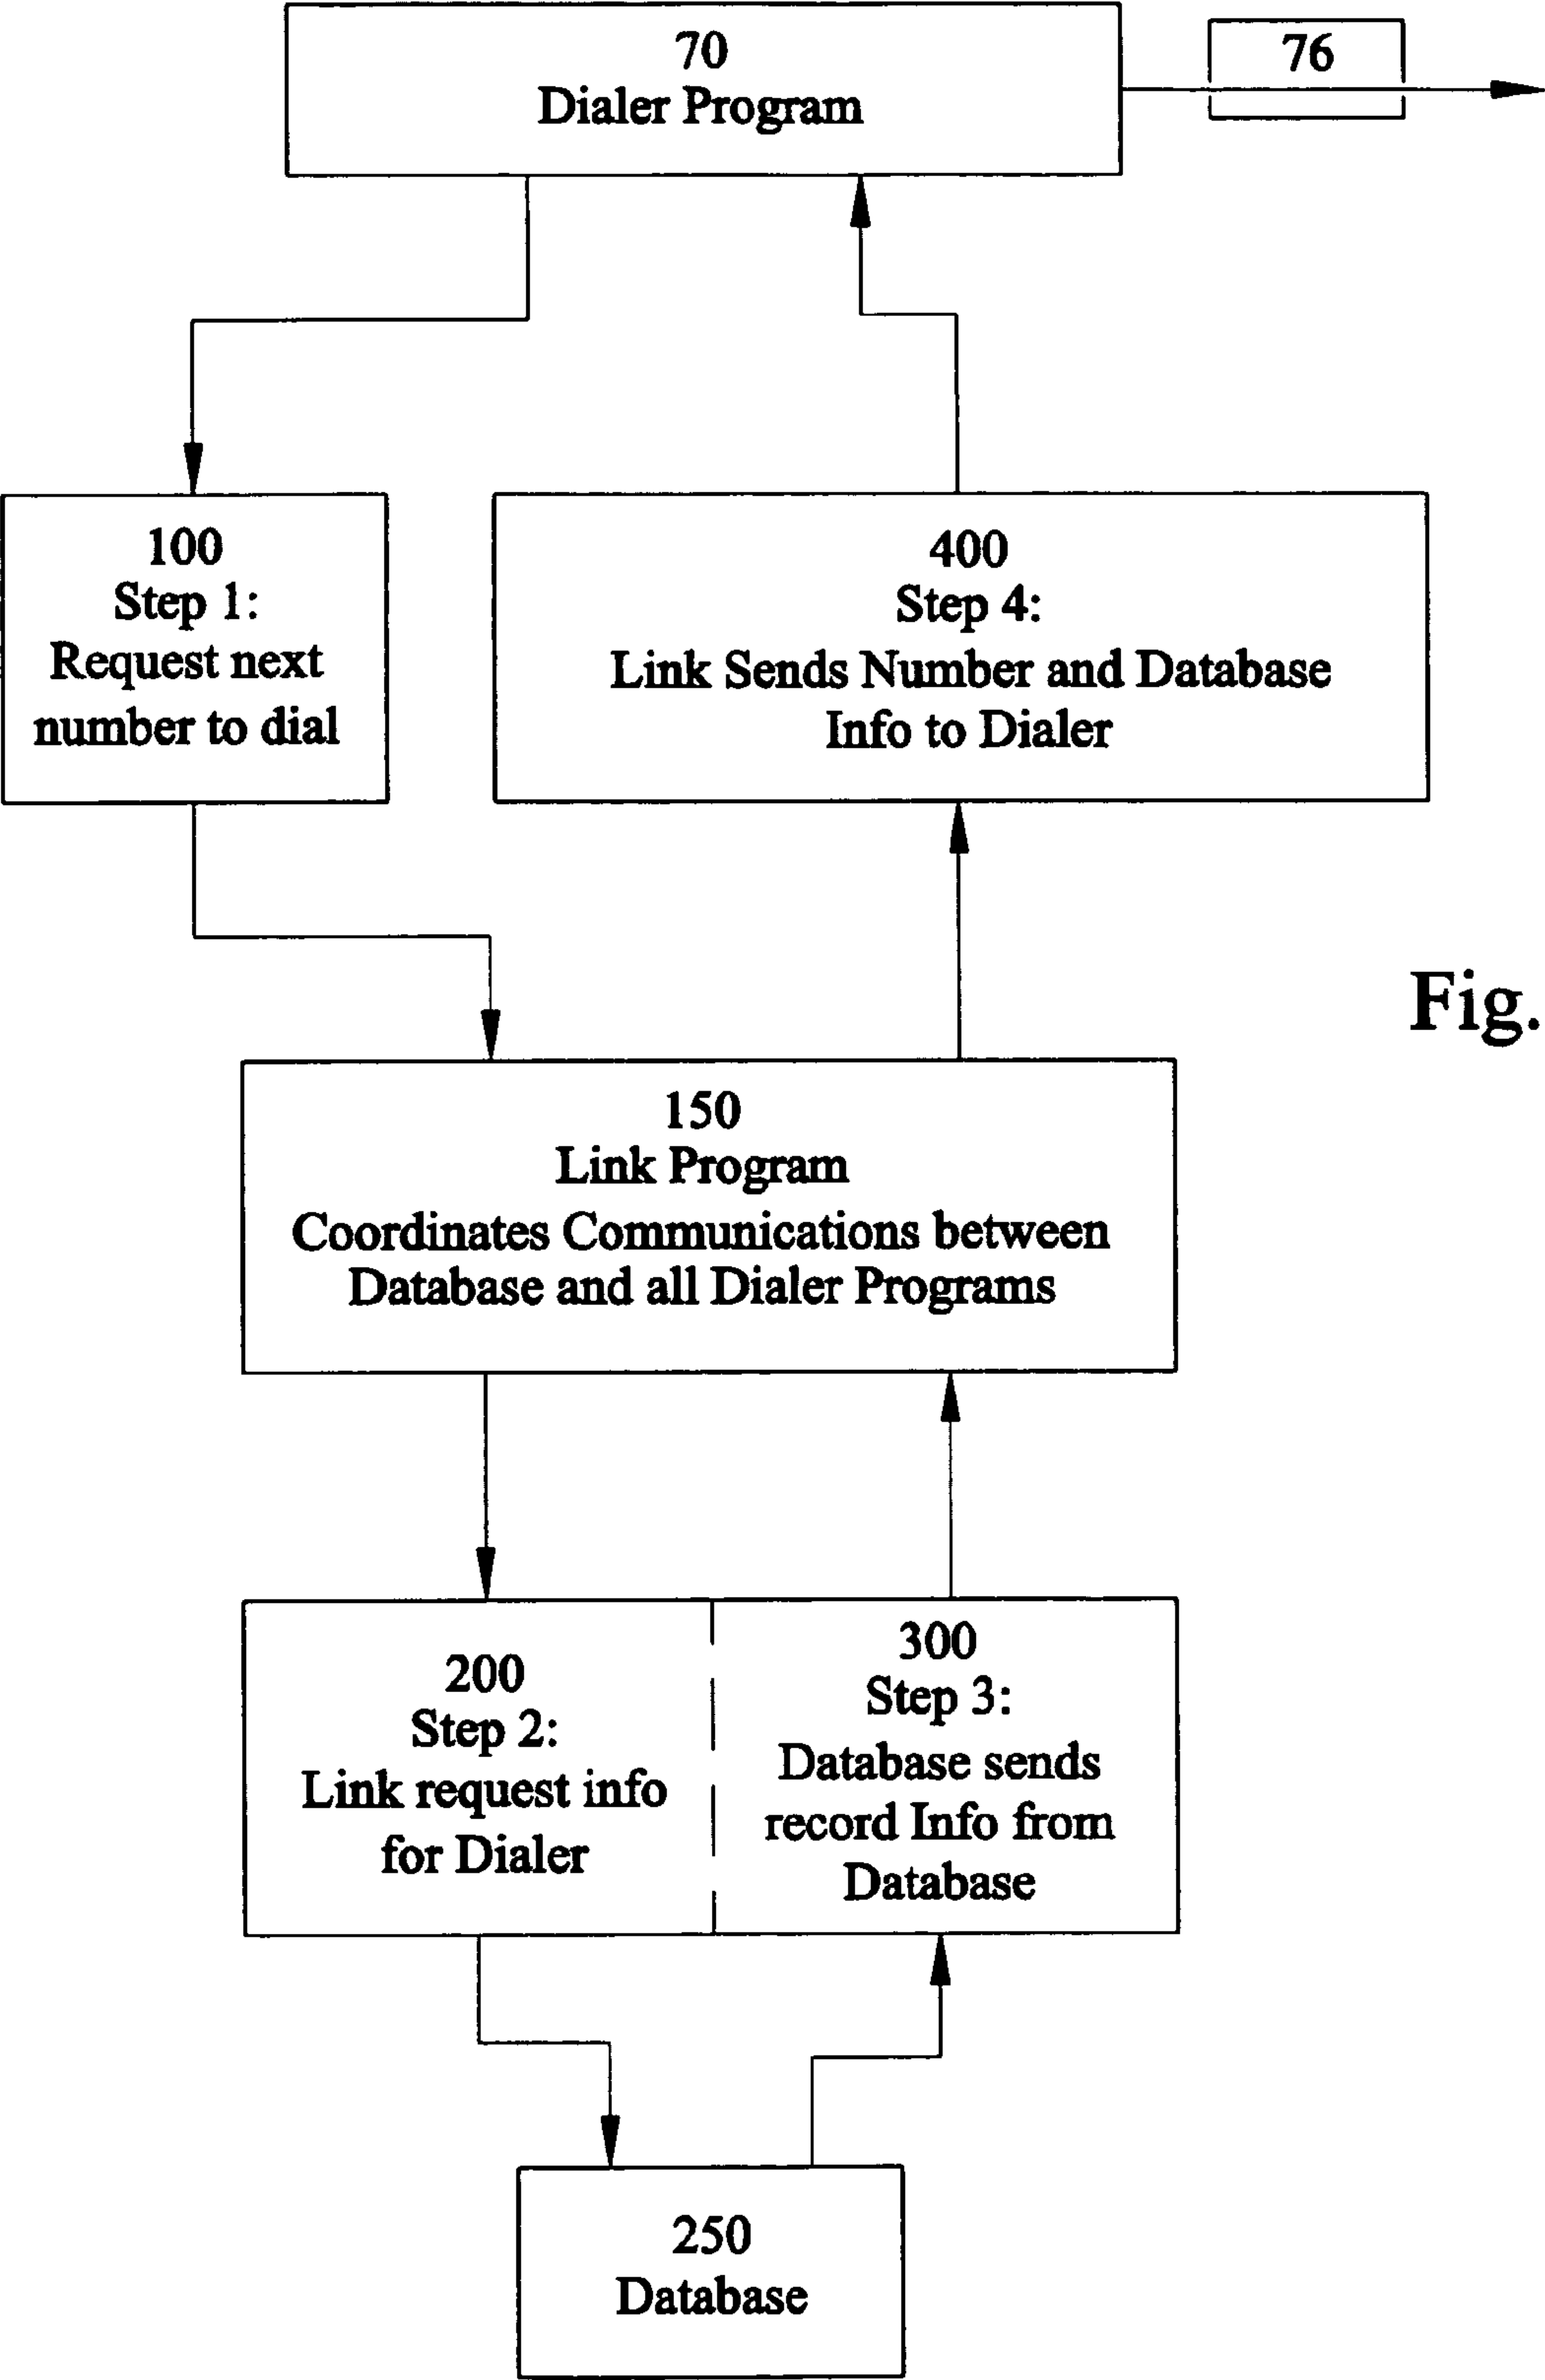 70
Dialer Program
76
100
Step 1:
Request next
number to dial
400
Step 4:
Link Sends Number and Database
Info to Dialer
Fig.
150
Link Program
Coordinates Communications between
Database and all Dialer Programs
200
Step 2:
Link request info
for Dialer
300
Step 3:
Database sends
record Info from
Database
250
Database